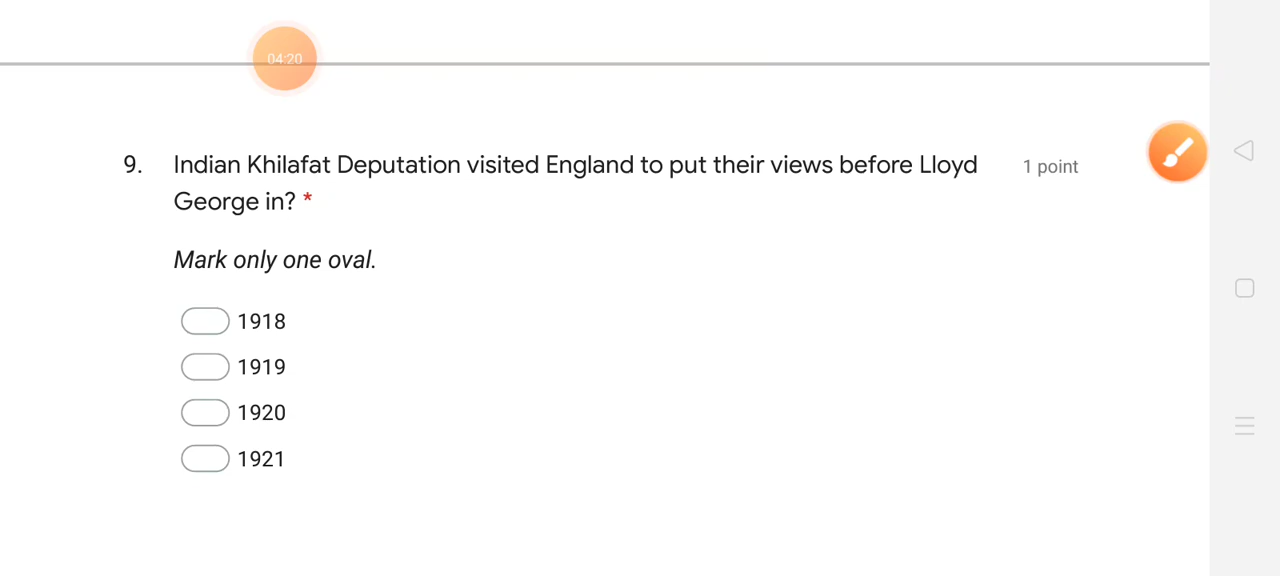 04:20
9. Indian Khilafat Deputation visited England to put their views before Lloyd 1 point
George in? *
Mark only one oval.
1918
1919
1920
1921